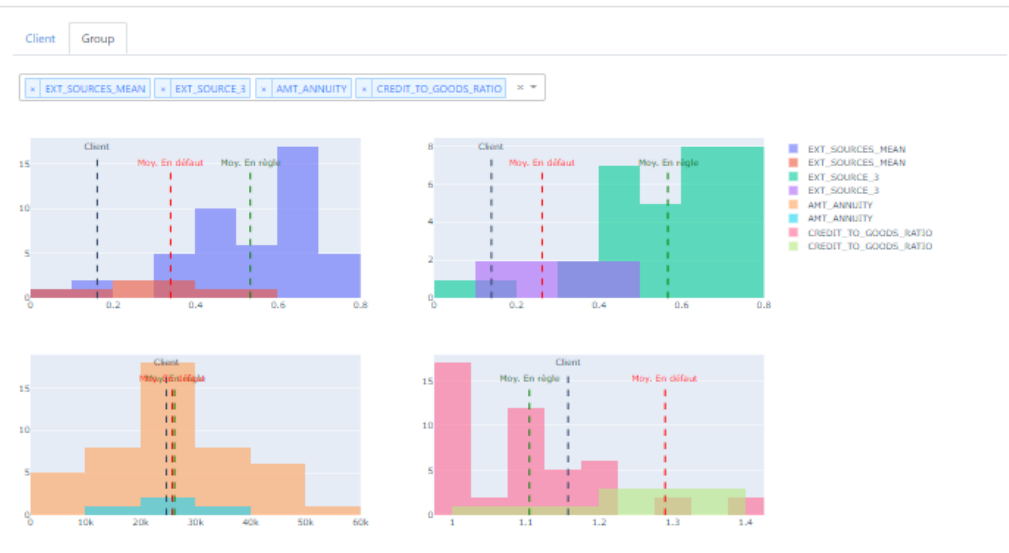 Client Group
× EXT_SOURCES_MEAN × EXT_SOURCE_3 × AMT_ANNUITY × CREDIT_TO_GOODS_RATIO ×
Client
Moy. En défaut Moy. En règle
15
10
5
0
0 0.2 0.4 0.6 0.8
Client
Moy. En défaut Moy. En règle
8
6
4
2
0
0 0.2 0.4 0.6 0.8
EXT_SOURCES_MEAN
EXT_SOURCES_MEAN
EXT_SOURCE_3
EXT_SOURCE_3
AMT_ANNUITY
AMT_ANNUITY
CREDIT_TO_GOODS_RATIO
CREDIT_TO_GOODS_RATIO
Client
15
10
5
0
0 10k 20k 30k 40k 50k 60k
Client
Moy. En règle Moy. En défaut
15
10
5
0
1 1.1 1.2 1.3 1.4